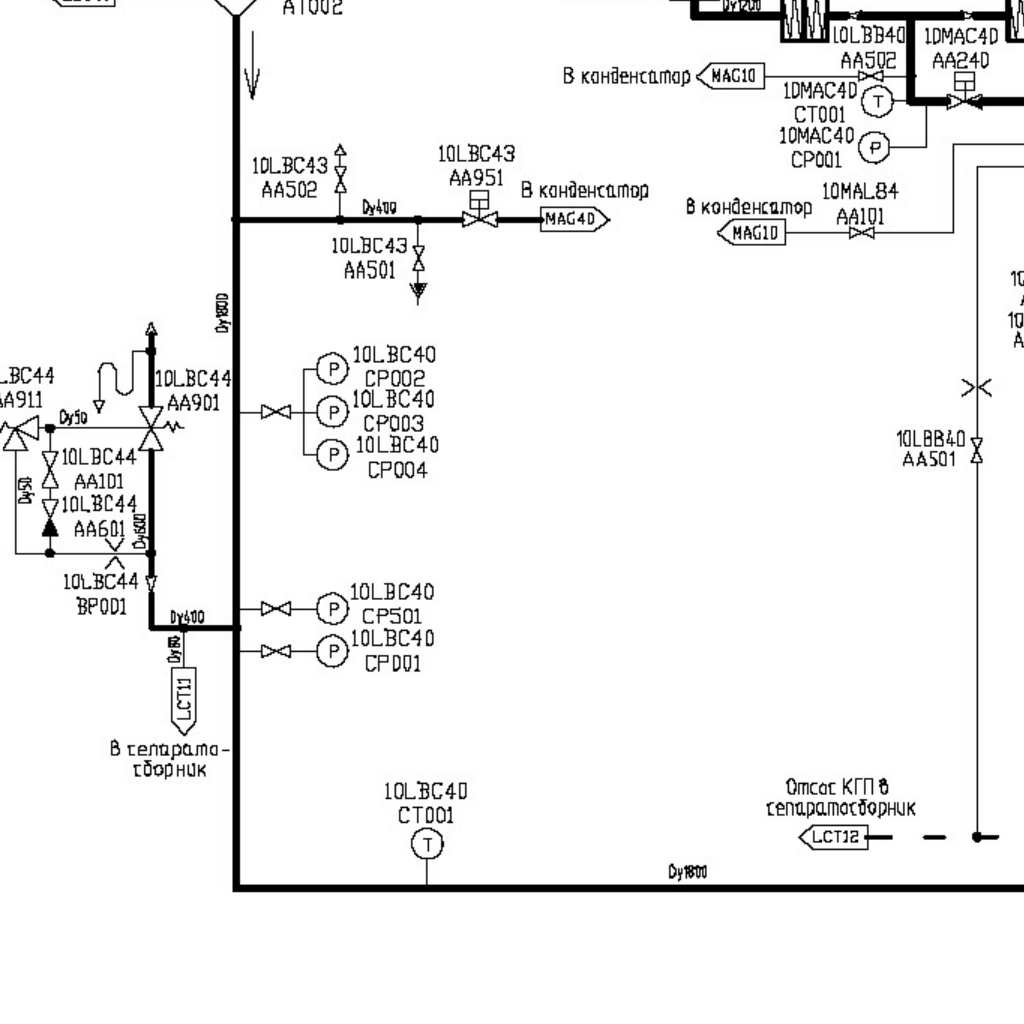 AT002
Dy1200
10LBB40
AA502
10MAC40
AA240
В конденсатор
MAG10
10MAC40
CT001
T
10MAC40
CP001
P
10LBC43
AA502
10LBC43
AA951
Dy400
В конденсатор
MAG40
10LBC43
AA501
10MAL84
AA101
В конденсатор
MAG10
Dy1800
10LBC44
AA901
LBC44
AA911
Dy50
Dy50
10LBC44
AA101
10LBC44
AA601
Dy600
10LBC44
BP001
P
10LBC40
CP002
P
10LBC40
CP003
P
10LBC40
CP004
10LBB40
AA501
P
10LBC40
CP501
P
10LBC40
CP001
Dy400
LCT11
В сепарато-
сборник
10LBC40
CT001
T
Отсос КГП в
сепаратосборник
LCT12
Dy1800